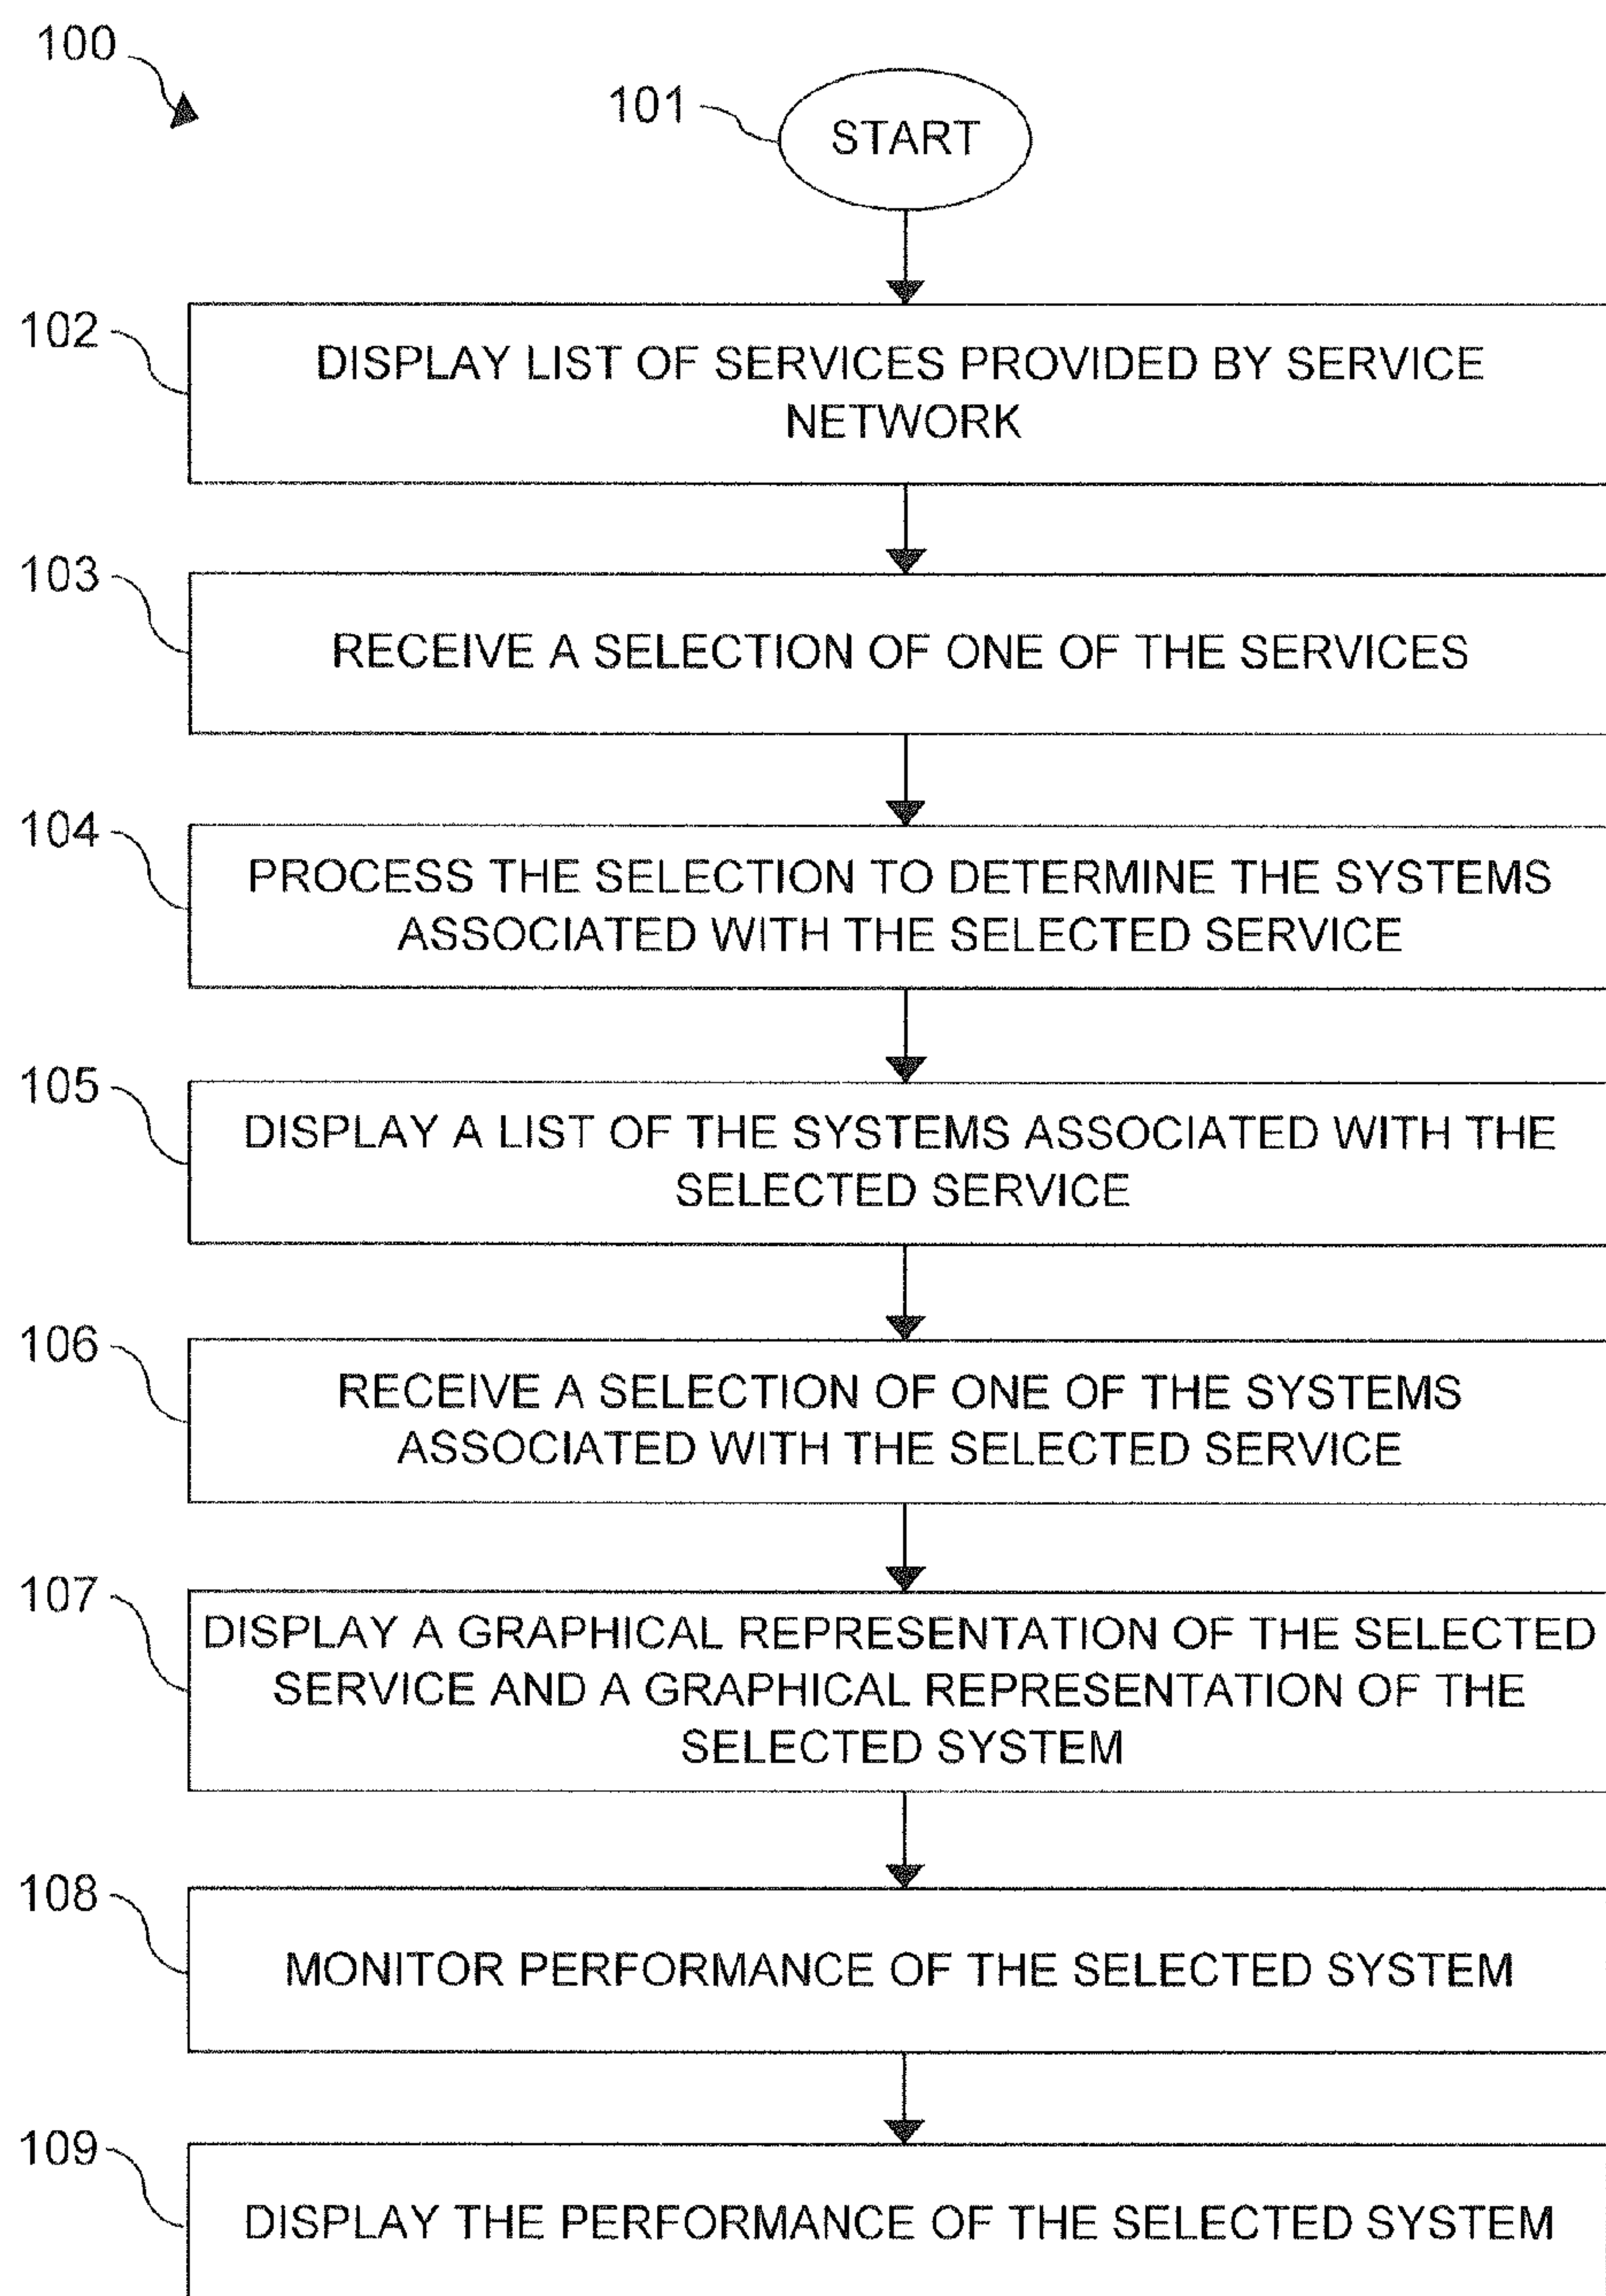 100
101
START
102
DISPLAY LIST OF SERVICES PROVIDED BY SERVICE
NETWORK
103
RECEIVE A SELECTION OF ONE OF THE SERVICES
104
PROCESS THE SELECTION TO DETERMINE THE SYSTEMS
ASSOCIATED WITH THE SELECTED SERVICE
105
DISPLAY A LIST OF THE SYSTEMS ASSOCIATED WITH THE
SELECTED SERVICE
106
RECEIVE A SELECTION OF ONE OF THE SYSTEMS
ASSOCIATED WITH THE SELECTED SERVICE
107
DISPLAY A GRAPHICAL REPRESENTATION OF THE SELECTED
SERVICE AND A GRAPHICAL REPRESENTATION OF THE
SELECTED SYSTEM
108
MONITOR PERFORMANCE OF THE SELECTED SYSTEM
109
DISPLAY THE PERFORMANCE OF THE SELECTED SYSTEM